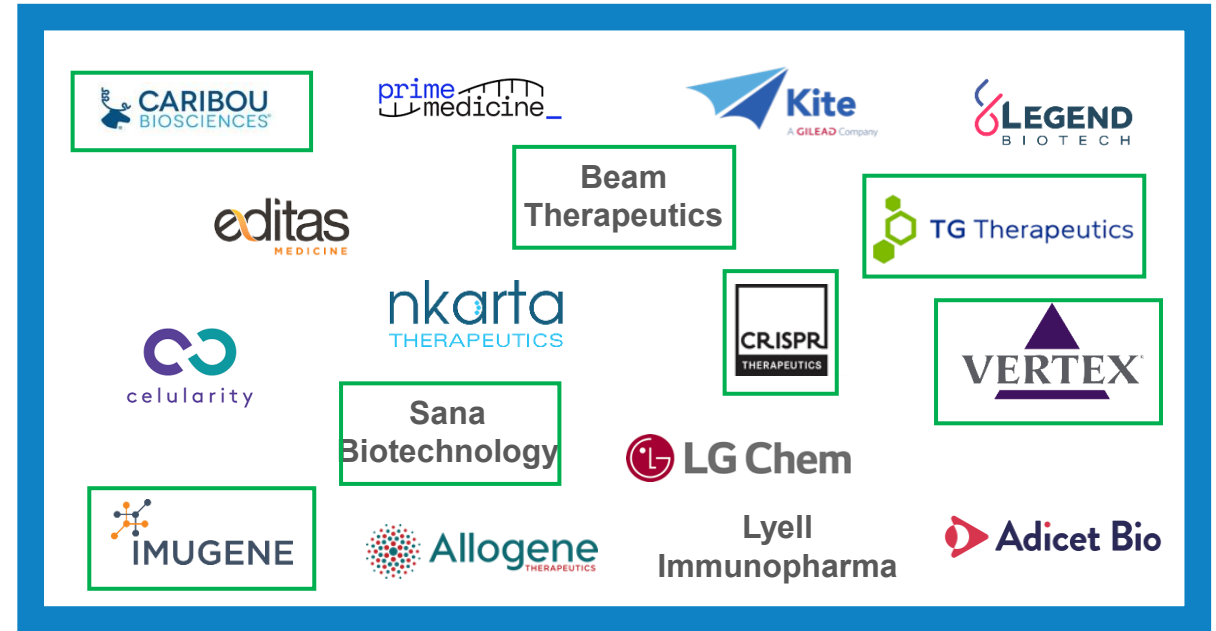 CARIBOU
BIOSCIENCES
prime
medicine_
Kite
A GILEAD Company
LEGEND
BIOTECH
Beam
Therapeutics
editas
MEDICINE
TG Therapeutics
nkarta
THERAPEUTICS
CRISPR
THERAPEUTICS
VERTEX
celularity
Sana
Biotechnology
LG Chem
IMUGENE
Allogene
THERAPEUTICS
Lyell
Immunopharma
Adicet Bio